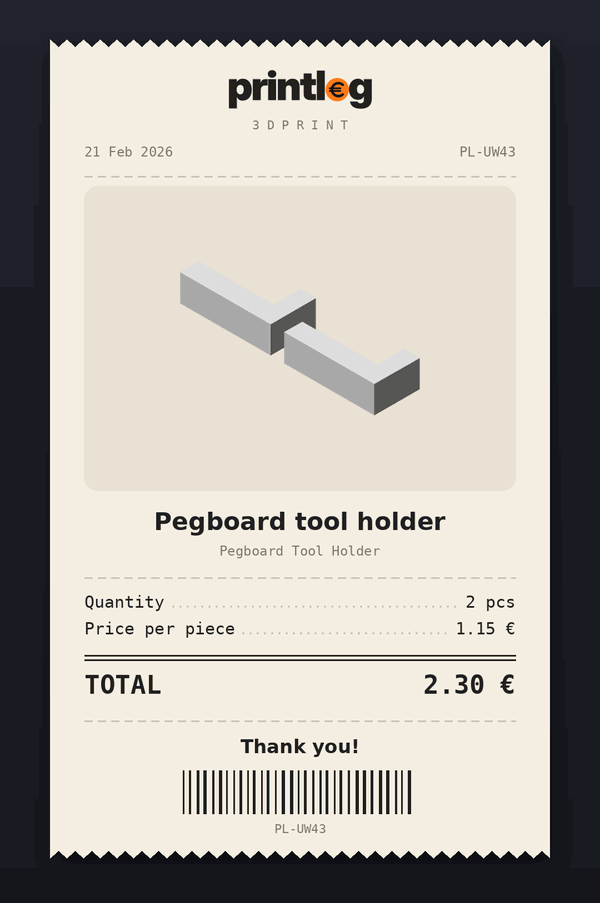 printl€g
3DPRINT
21 Feb 2026 PL-UW43
Pegboard tool holder
Pegboard Tool Holder
Quantity 2 pcs
Price per piece 1.15 €
TOTAL 2.30 €
Thank you!
PL-UW43